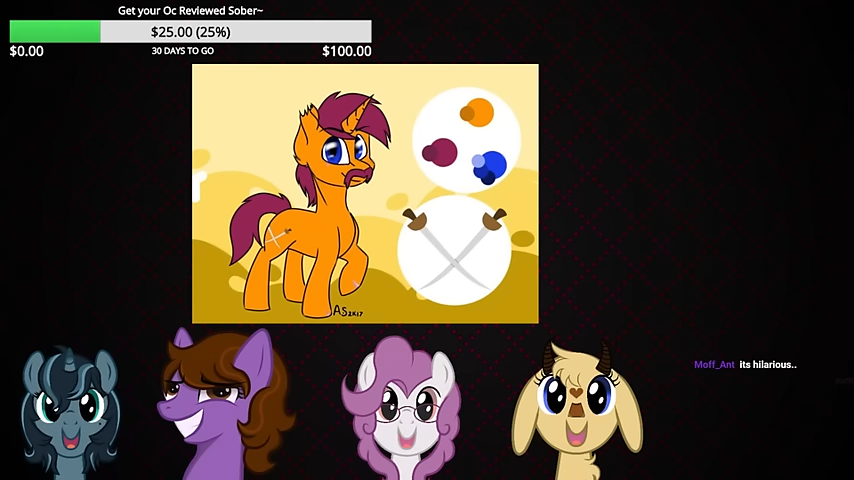 Get your Oc Reviewed Sober~
$25.00 (25%)
$0.00 30 DAYS TO GO $100.00
AS2K17
Moff_Ant its hilarious..